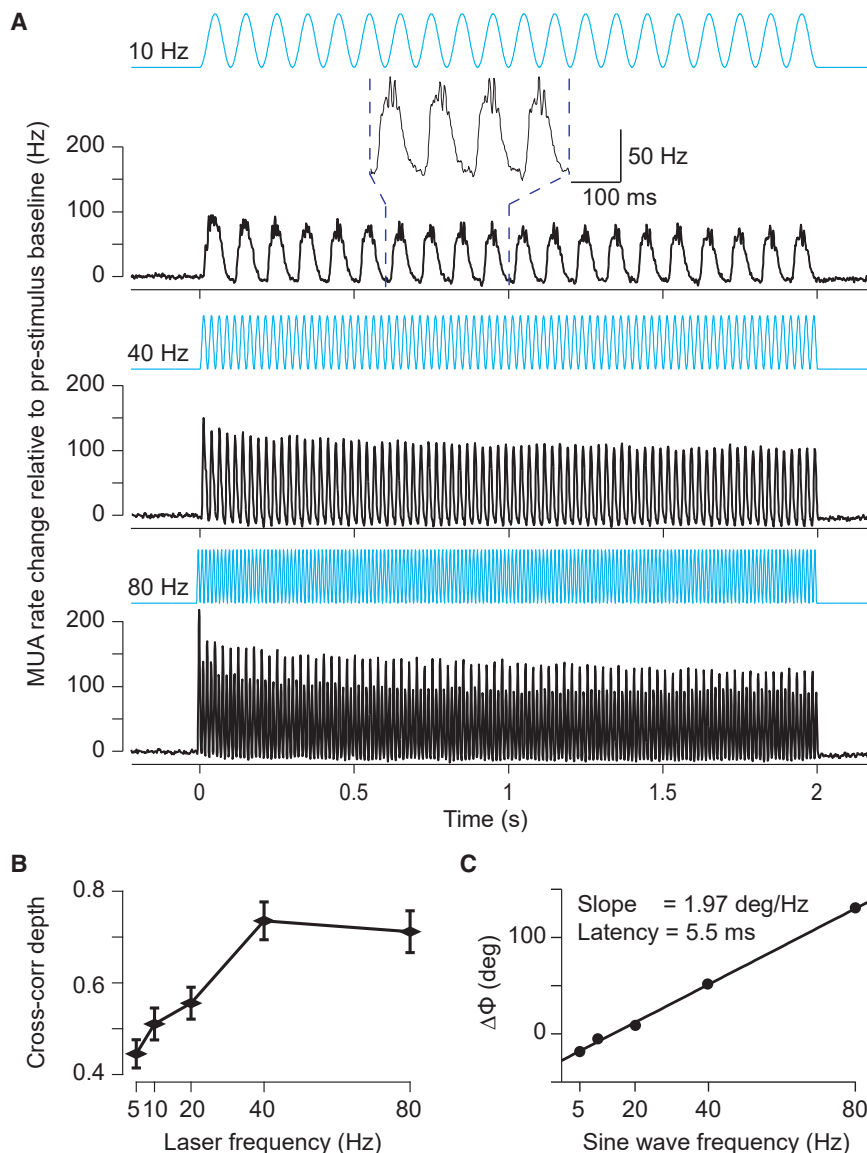 A
10 Hz
200
100
0
50 Hz
100 ms
40 Hz
200
100
0
80 Hz
200
100
0
MUA rate change relative to pre-stimulus baseline (Hz)
0 0.5 1 1.5 2
Time (s)
B
0.8
0.6
0.4
Cross-corr depth
5 10 20 40 80
Laser frequency (Hz)
C
Slope = 1.97 deg/Hz
Latency = 5.5 ms
100
0
ΔΦ (deg)
5 20 40 80
Sine wave frequency (Hz)